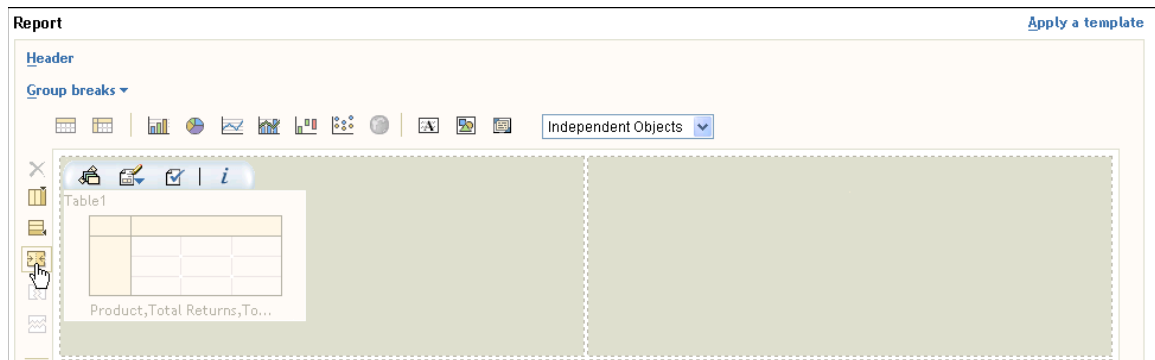 Report
Apply a template
Header
Group breaks
Independent Objects
i
Table1
Product,Total Returns,To...